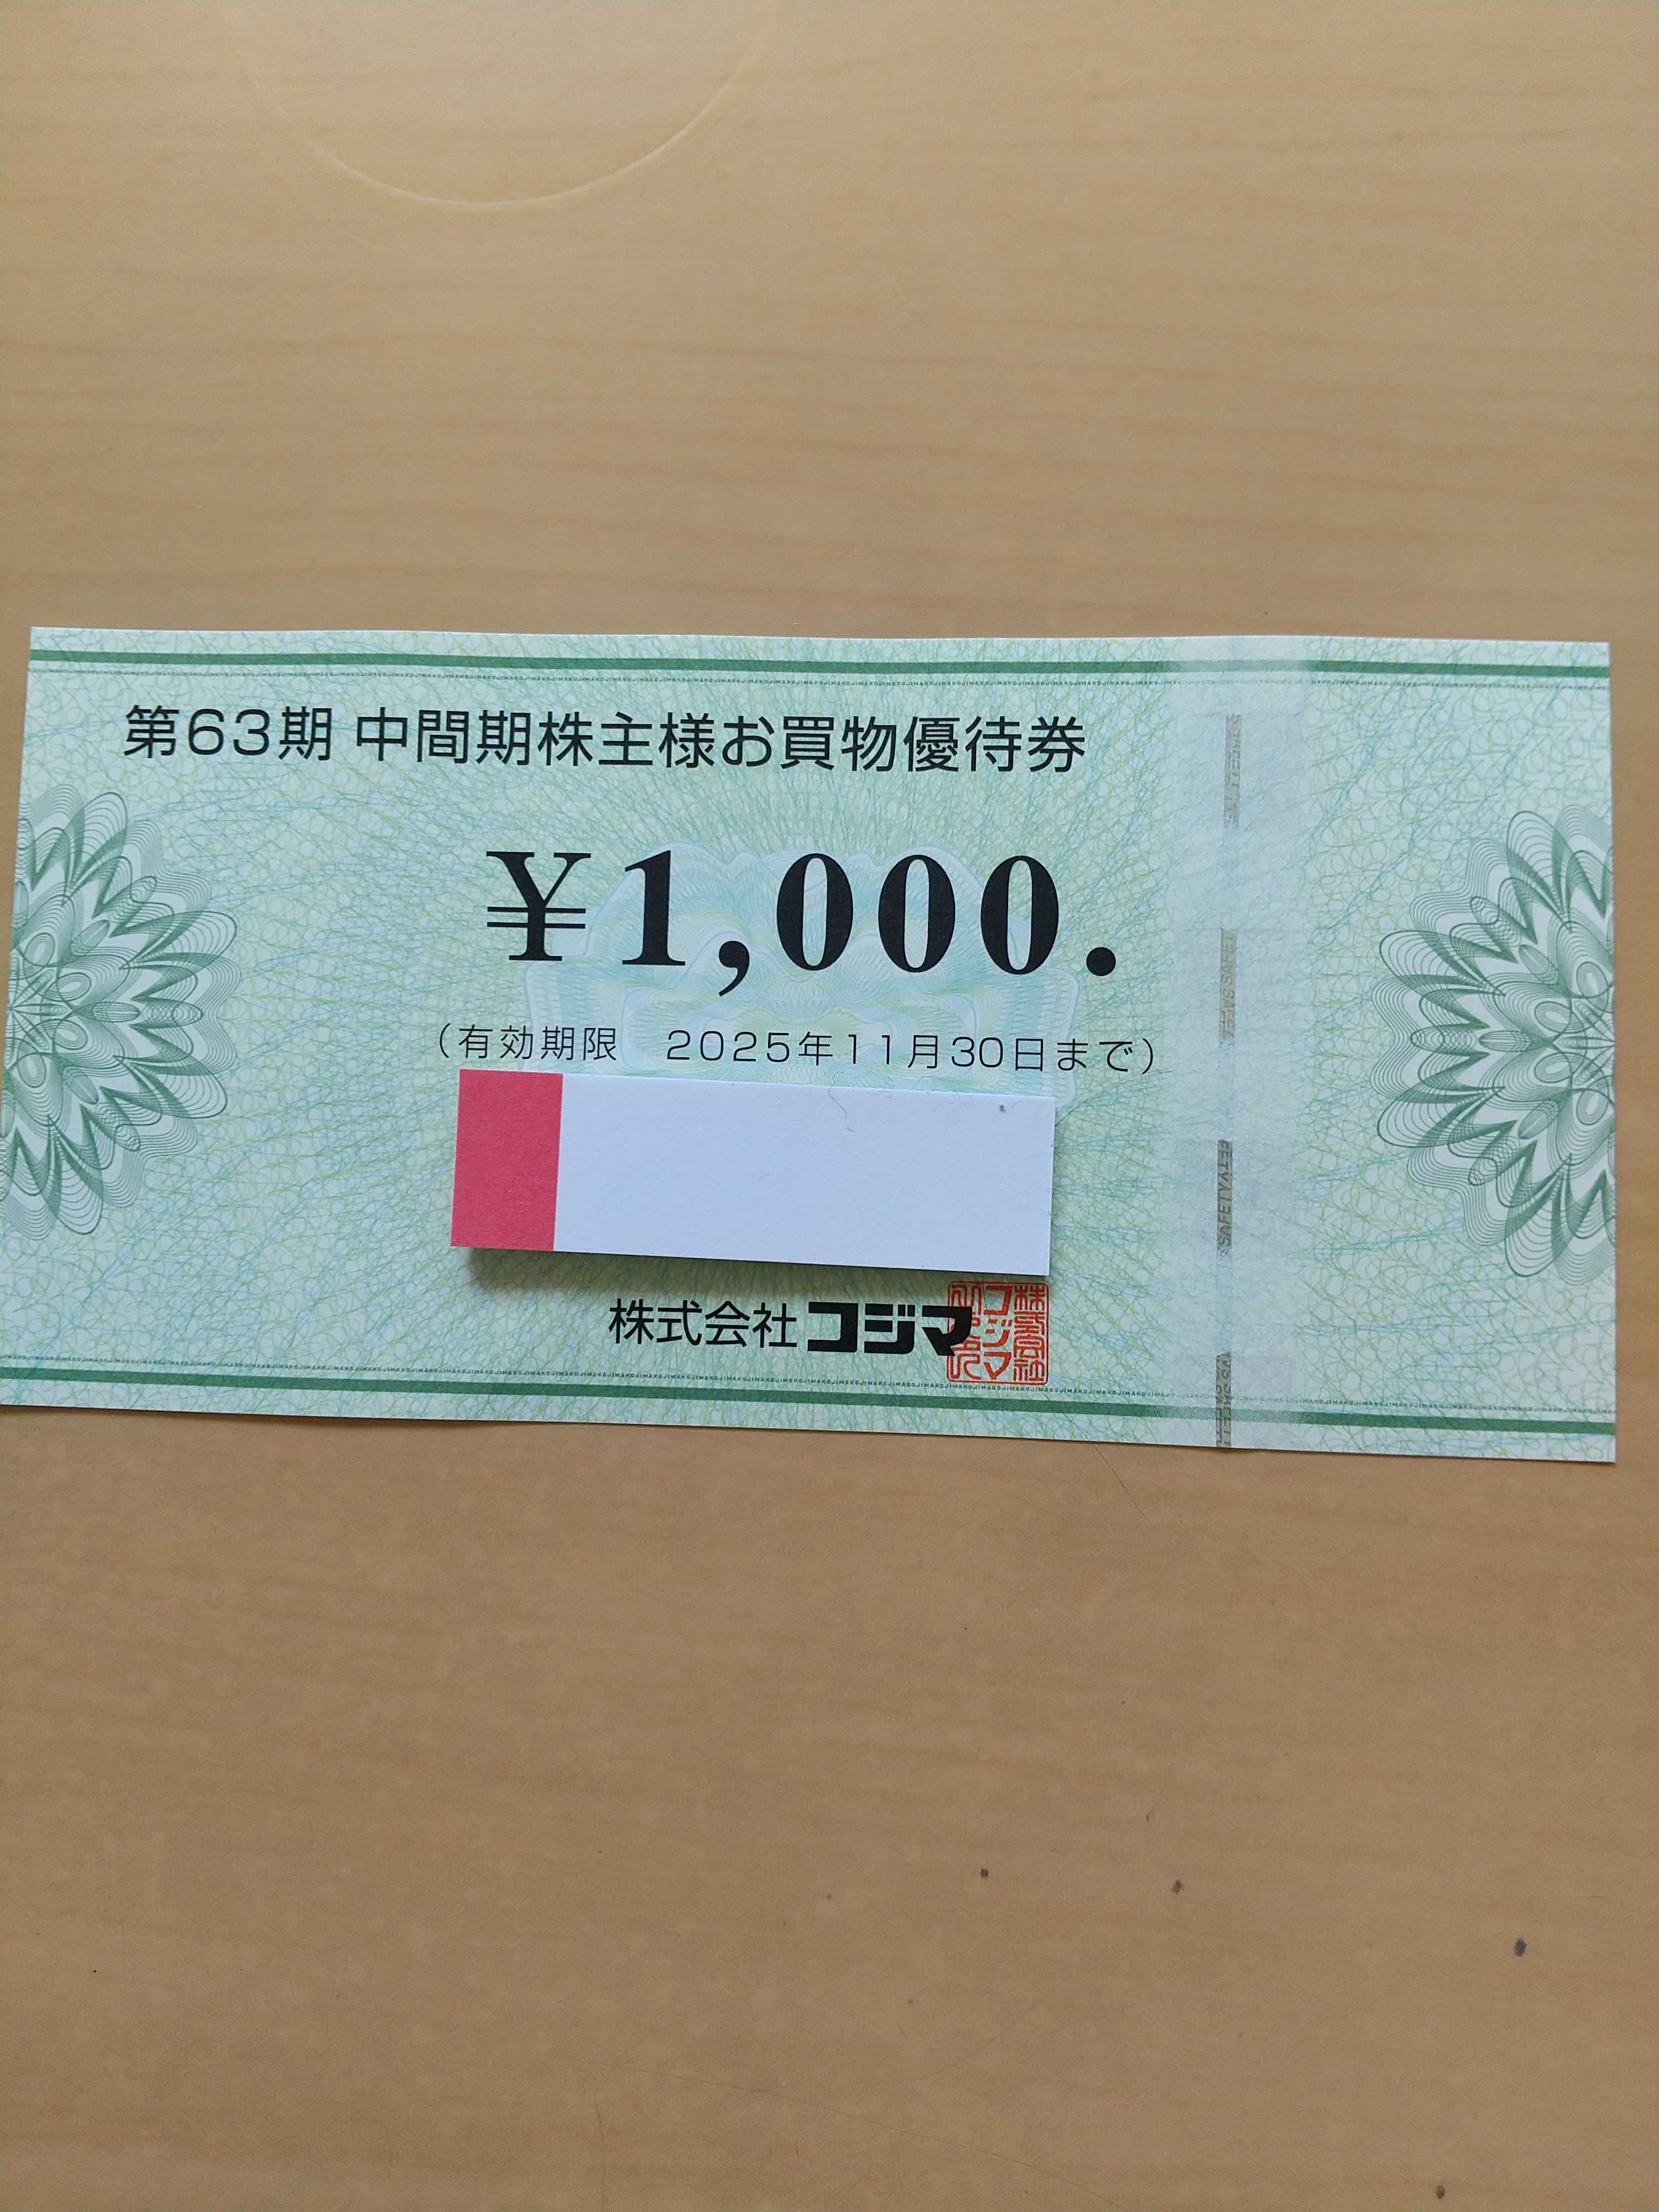 第63期 中間期株主様お買物優待券
¥1,000.
（有効期限　2025年11月30日まで）
株式会社コジマ